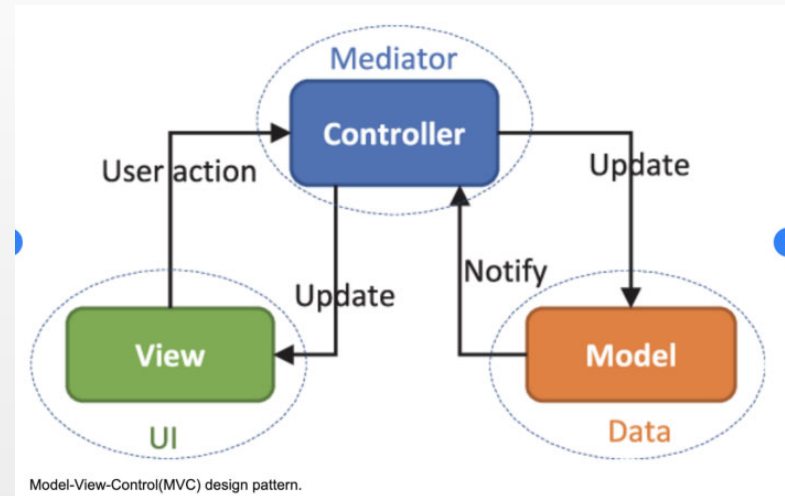 Mediator
Controller
User action
Update
Update
Notify
View
Model
UI
Data
Model-View-Control(MVC) design pattern.